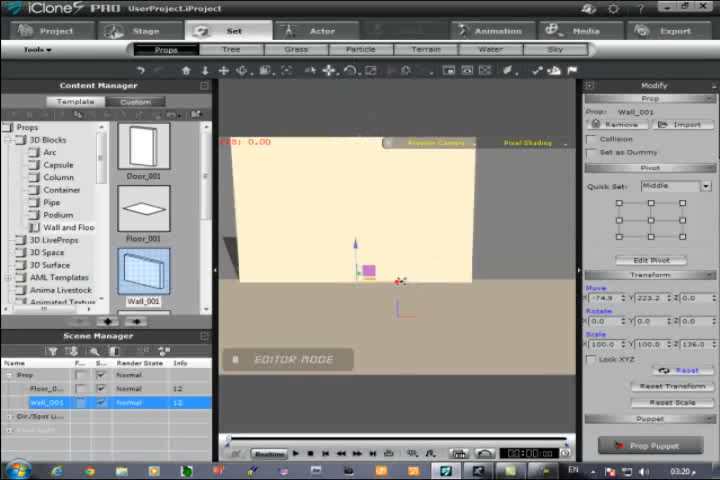 iClone5 PRO UserProject.iProject
Project Stage Set Actor Animation Media Export
Tools Props Tree Grass Particle Terrain Water Sky
Content Manager
Template Custom
Props
3D Blocks
Arc
Capsule
Column
Container
Pipe
Podium
Wall and Floo
3D LiveProps
3D Space
3D Surface
AML Templates
Anima Livestock
Animated Texture
Door_001
Floor_001
Wall_001
Scene Manager
Name F... S... Render State Info
Prop Normal
Floor_0... Normal 12
Wall_001 Normal 12
Dir/Spot Li...
FPS: 0.00
Preview Camera Pixel Shading
EDITOR MODE
Realtime 00:00:00
Modify
Prop
Prop: Wall_001
Remove Import
Collision
Set as Dummy
Pivot
Quick Set: Middle
Edit Pivot
Transform
Move
X -74.9 Y 223.2 Z 0.0
Rotate
X 0.0 Y 0.0 Z 0.0
Scale
X 100.0 Y 100.0 Z 136.0
Lock XYZ
Reset
Reset Transform
Reset Scale
Puppet
Prop Puppet
EN 03:20 م